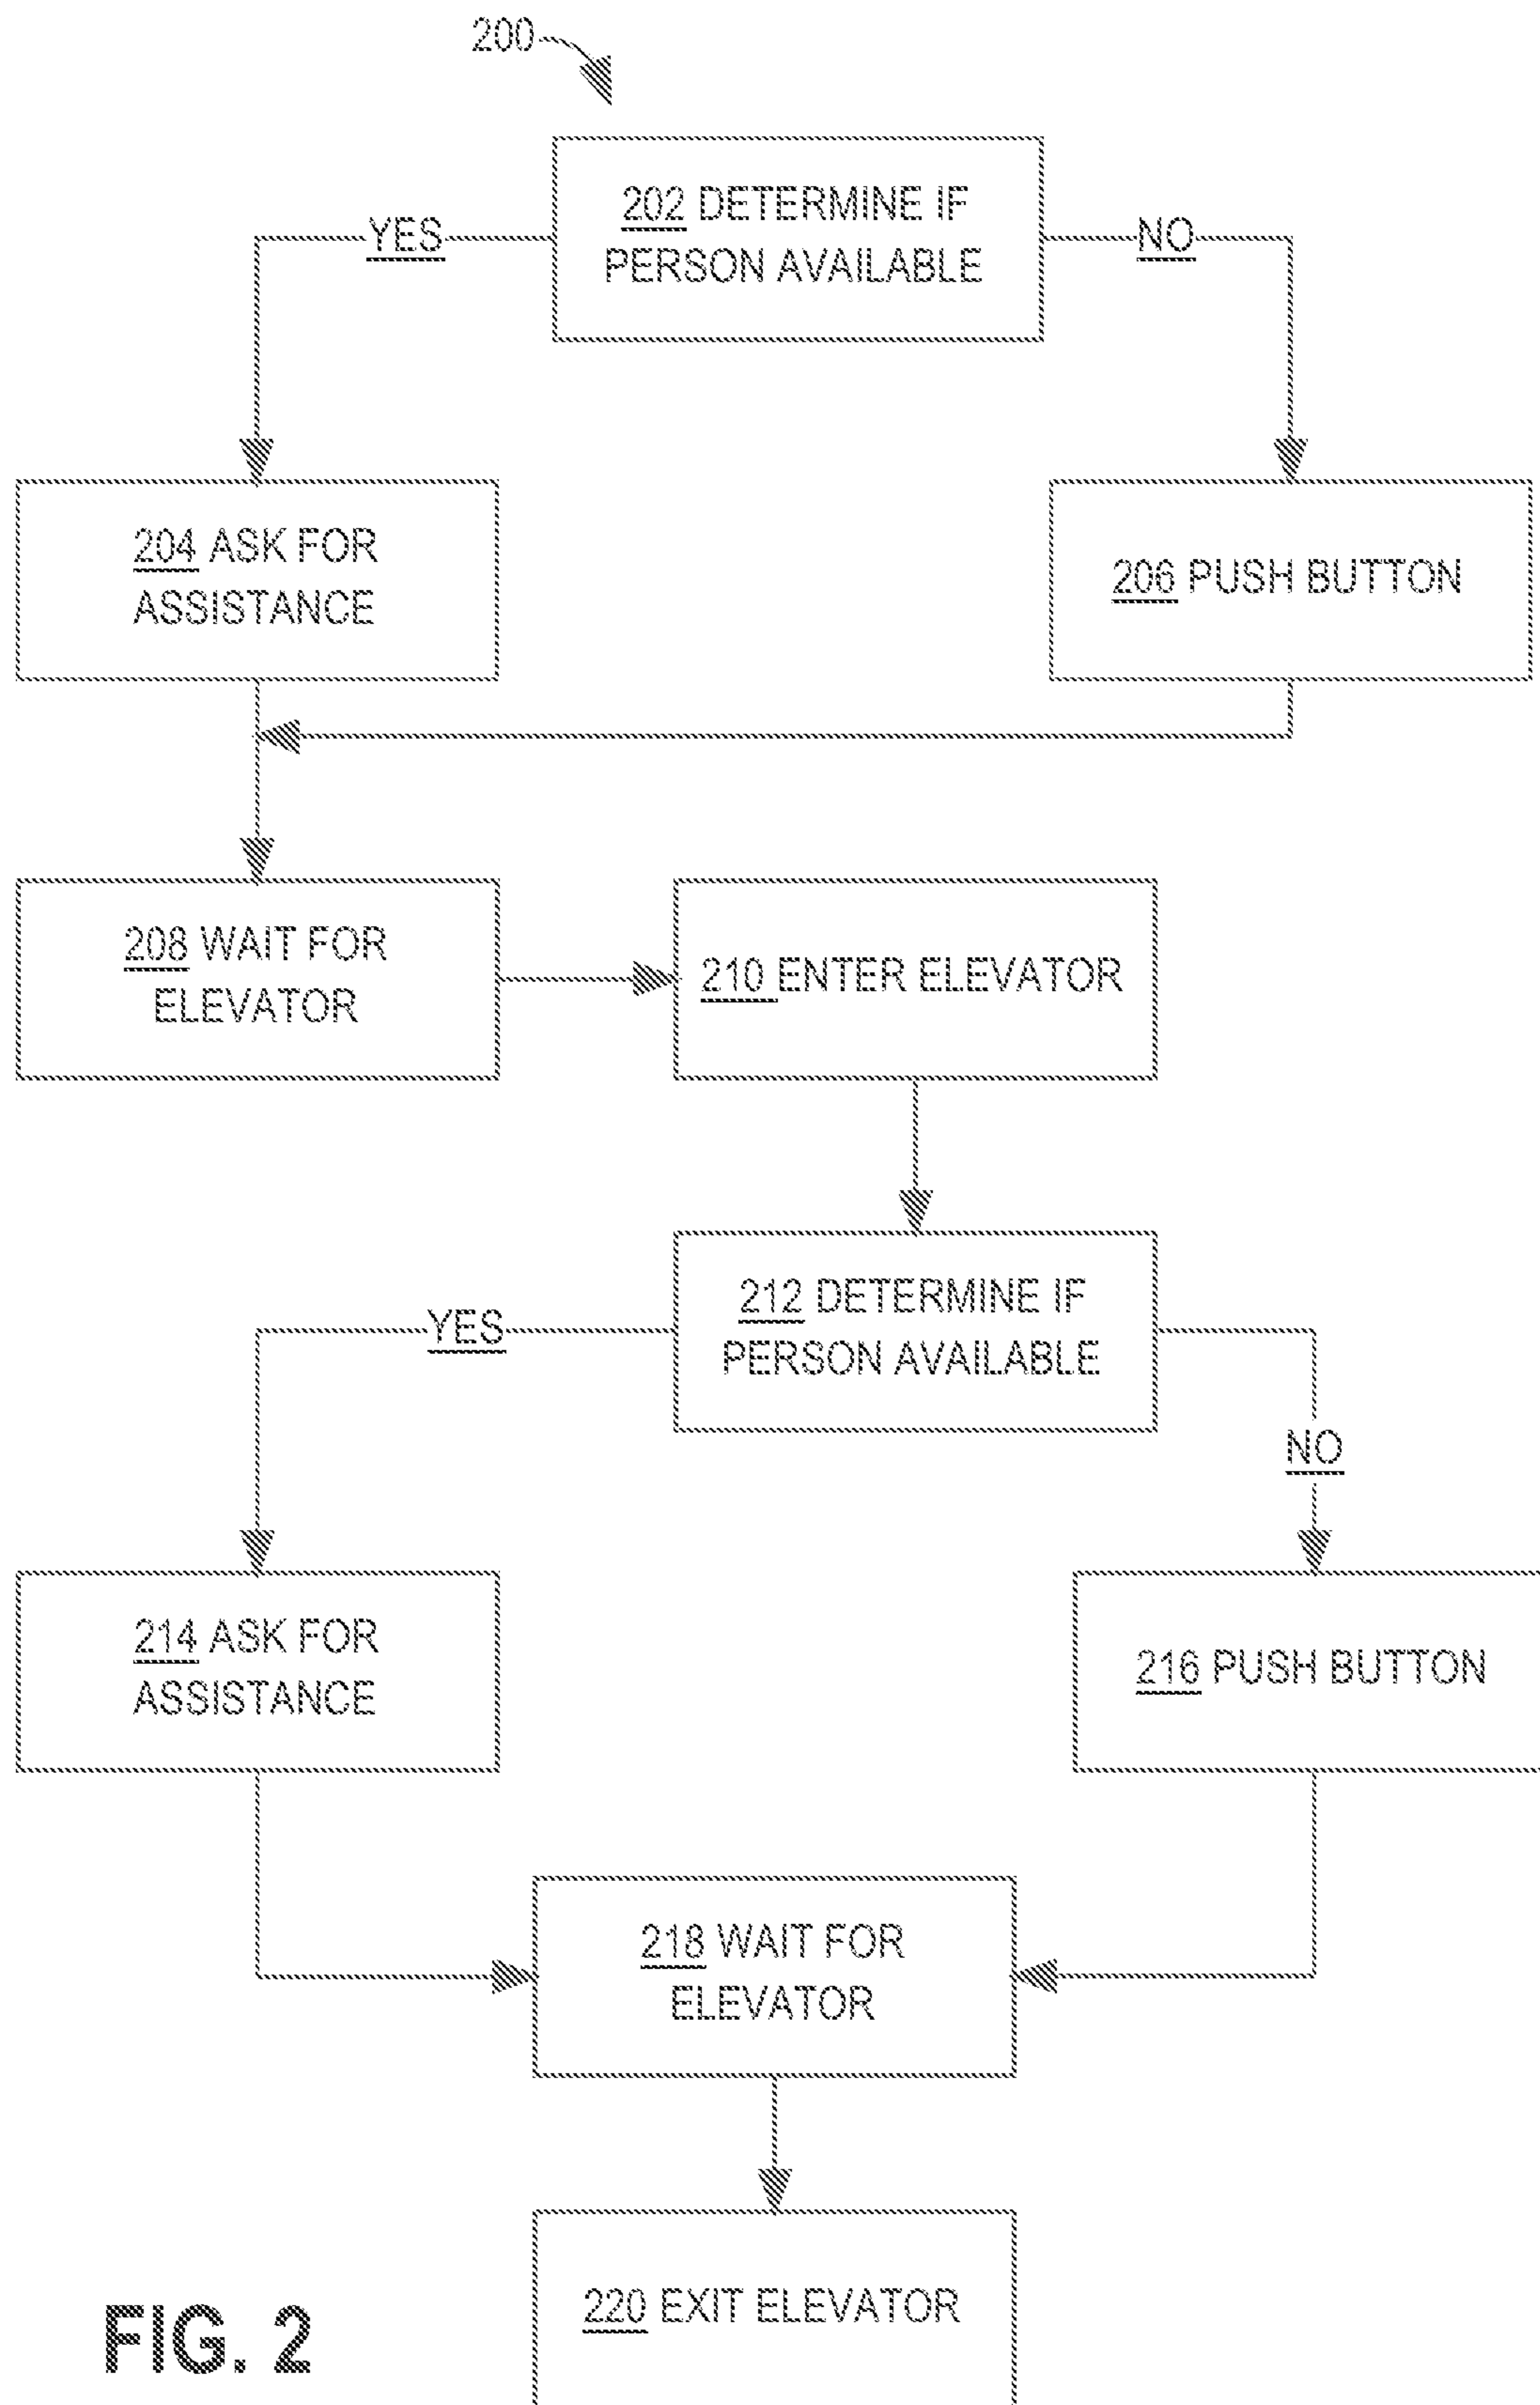 200
202 DETERMINE IF
PERSON AVAILABLE
YES
NO
204 ASK FOR
ASSISTANCE
206 PUSH BUTTON
208 WAIT FOR
ELEVATOR
210 ENTER ELEVATOR
212 DETERMINE IF
PERSON AVAILABLE
YES
NO
214 ASK FOR
ASSISTANCE
216 PUSH BUTTON
218 WAIT FOR
ELEVATOR
220 EXIT ELEVATOR
FIG. 2